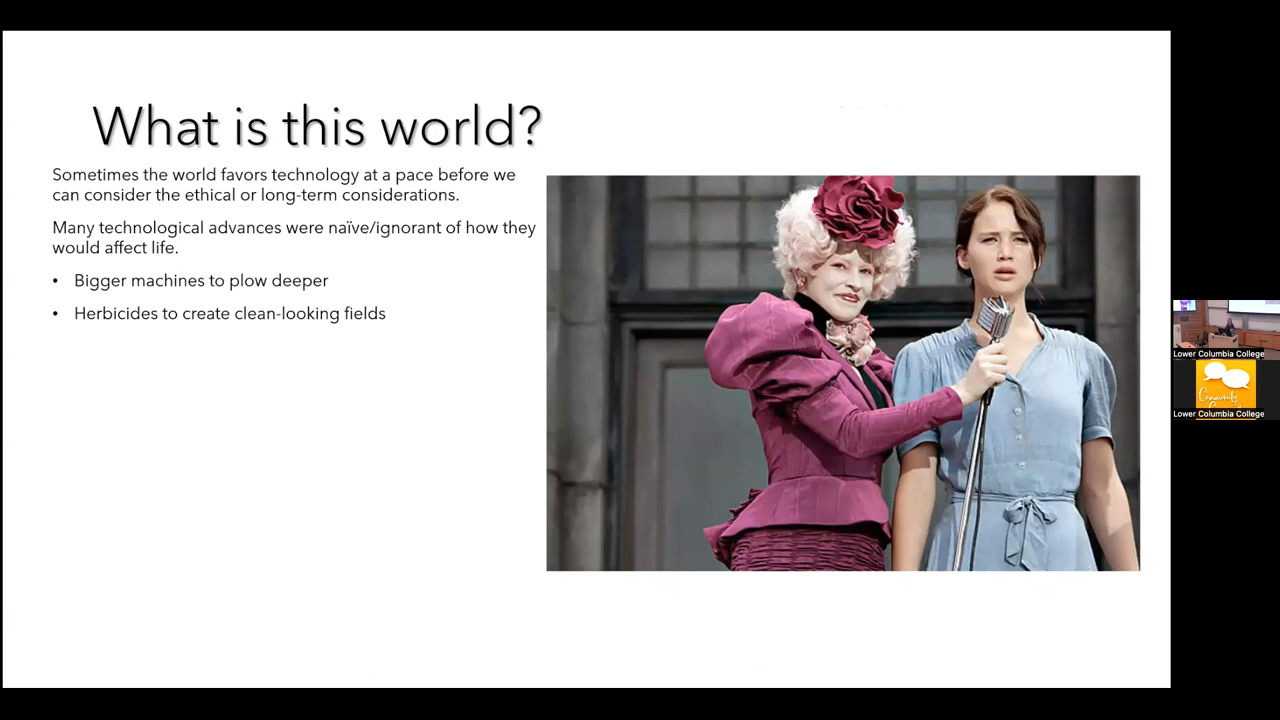 What is this world?
Sometimes the world favors technology at a pace before we
can consider the ethical or long-term considerations.
Many technological advances were naïve/ignorant of how they
would affect life.
• Bigger machines to plow deeper
• Herbicides to create clean-looking fields
Lower Columbia College
Community
Lower Columbia College